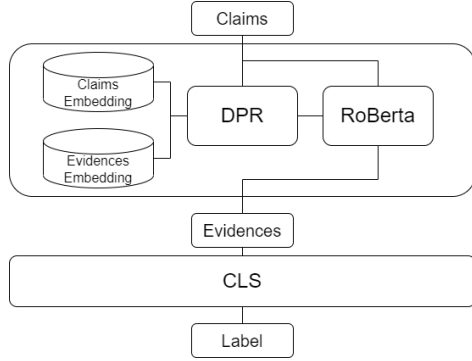 Claims
Claims
Embedding
DPR
RoBerta
Evidences
Embedding
Evidences
CLS
Label